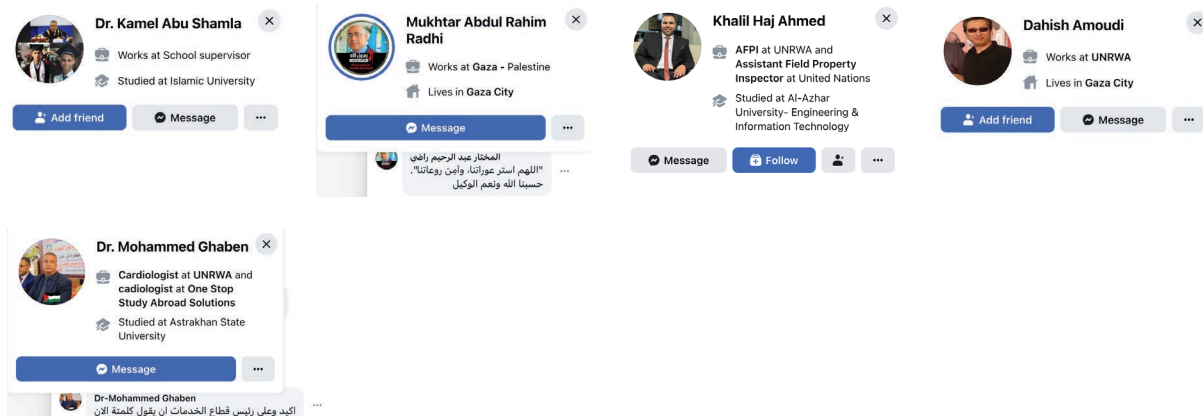 Dr. Kamel Abu Shamla
Works at School supervisor
Studied at Islamic University
Add friend
Message
Mukhtar Abdul Rahim
Radhi
Works at Gaza - Palestine
Lives in Gaza City
Message
المختار عبد الرحيم راضي
"اللهم استر عوراتنا، وآمِن روعاتنا".
حسبنا الله ونعم الوكيل
Khalil Haj Ahmed
AFPI at UNRWA and
Assistant Field Property
Inspector at United Nations
Studied at Al-Azhar
University- Engineering &
Information Technology
Message
Follow
Dahish Amoudi
Works at UNRWA
Lives in Gaza City
Add friend
Message
Dr. Mohammed Ghaben
Cardiologist at UNRWA and
cadiologist at One Stop
Study Abroad Solutions
Studied at Astrakhan State
University
Message
Dr-Mohammed Ghaben
اكيد وعلى رئيس قطاع الخدمات ان يقول كلمتة الان